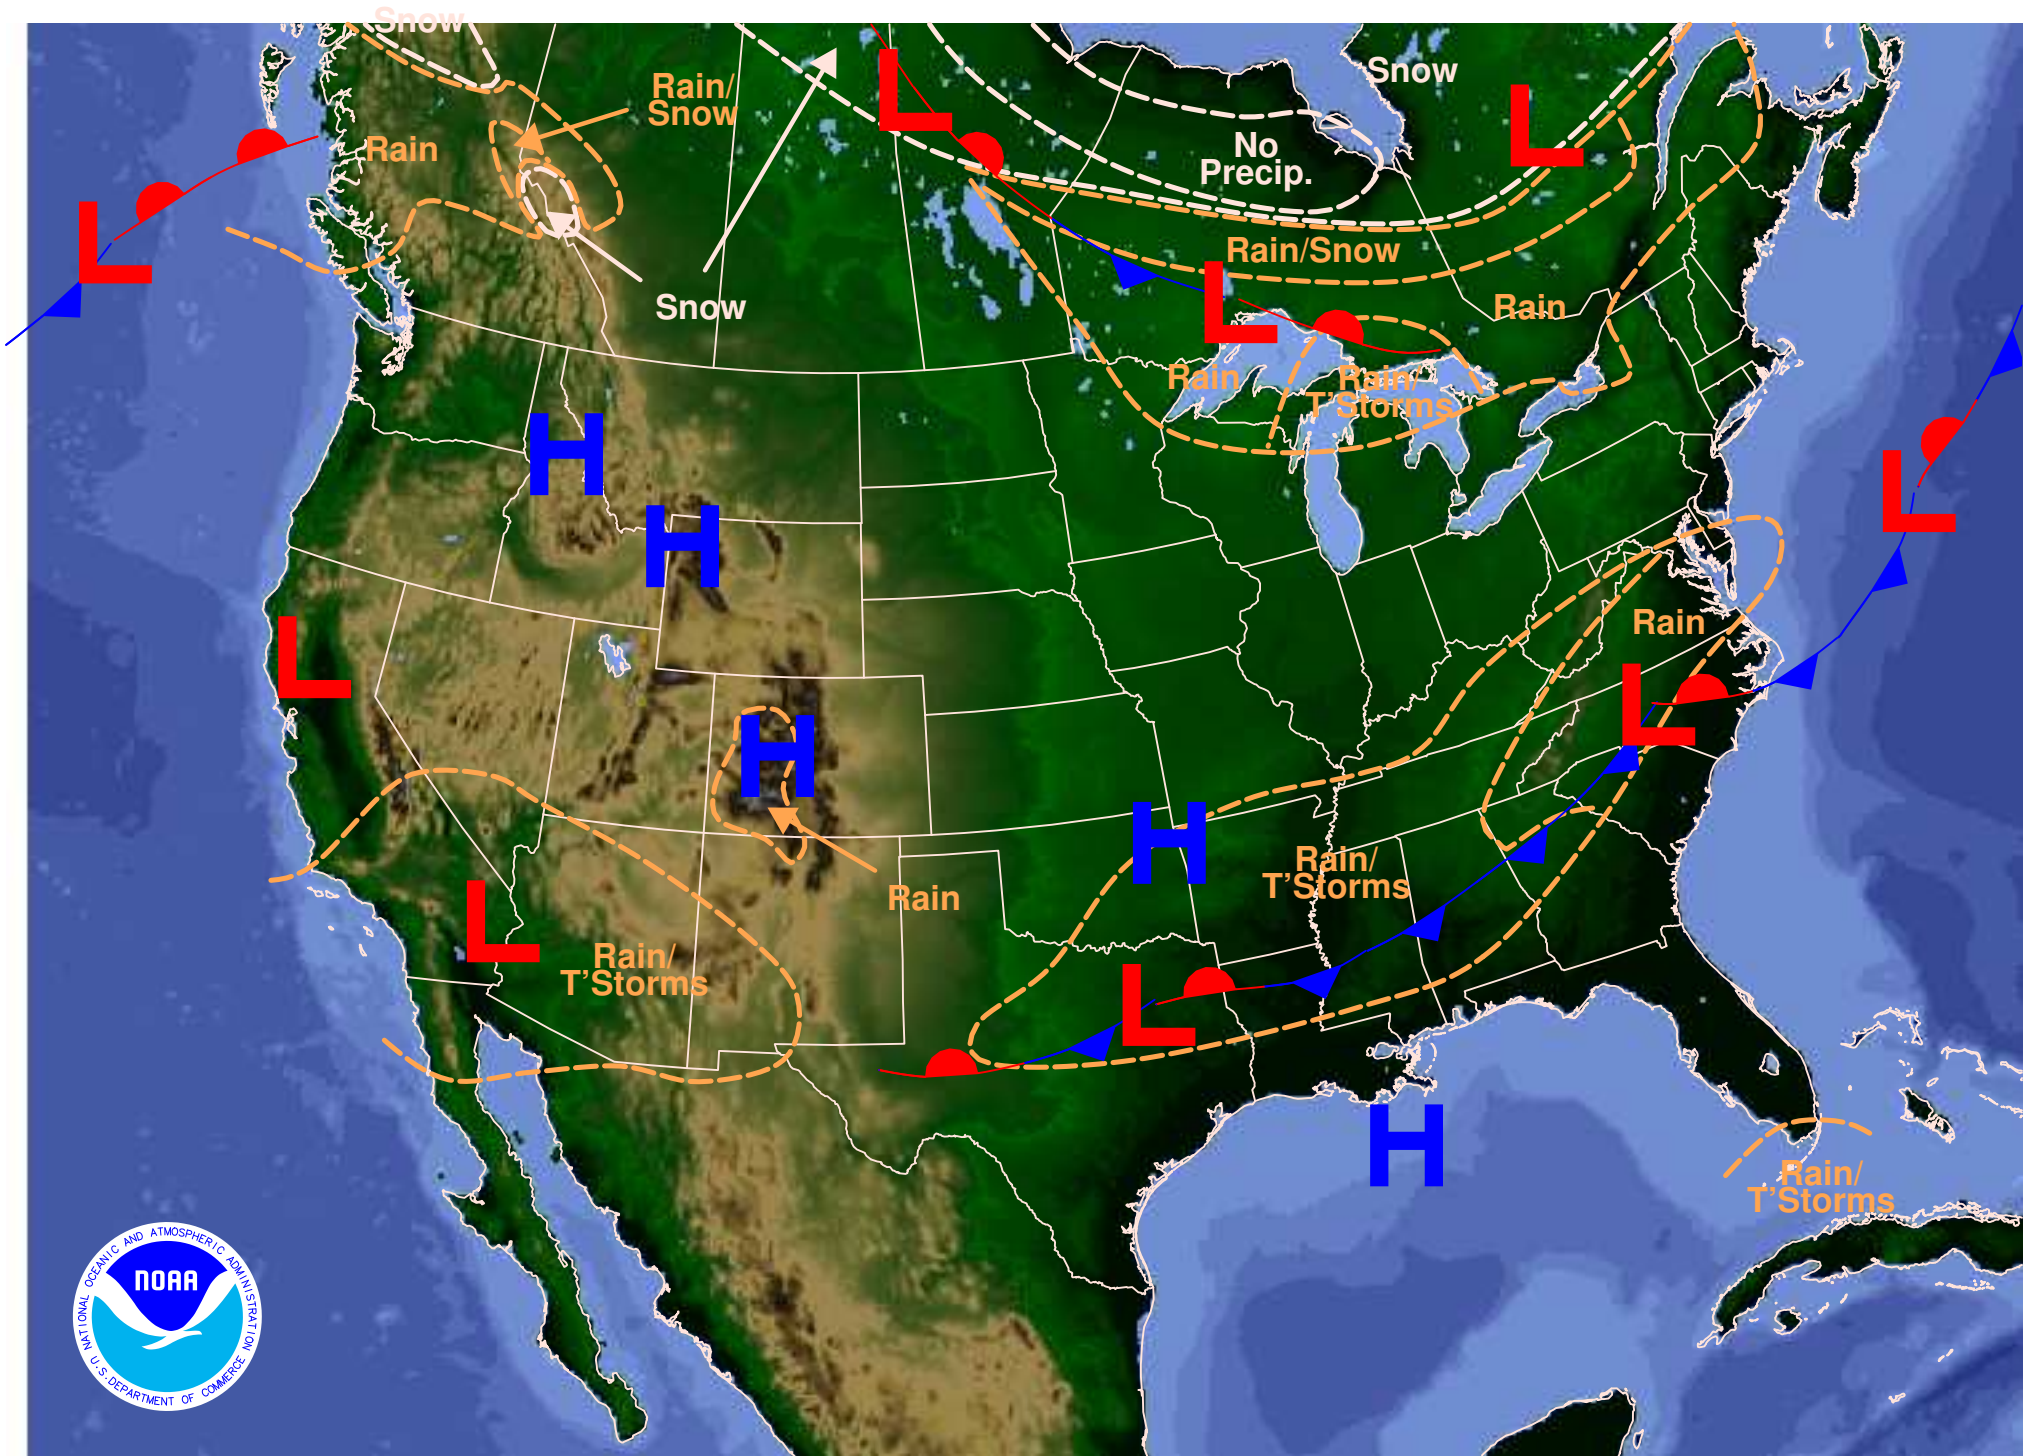 Snow
Rain/
Snow
Rain
Snow
No
Precip.
L
L
L
Rain/Snow
Rain
Snow
L
L
Rain
Rain/
T'Storms
H
H
L
L
Rain
L
H
H
Rain
Rain/
T'Storms
L
Rain/
T'Storms
L
H
Rain/
T'Storms
NATIONAL OCEANIC AND ATMOSPHERIC ADMINISTRATION
NOAA
U.S. DEPARTMENT OF COMMERCE